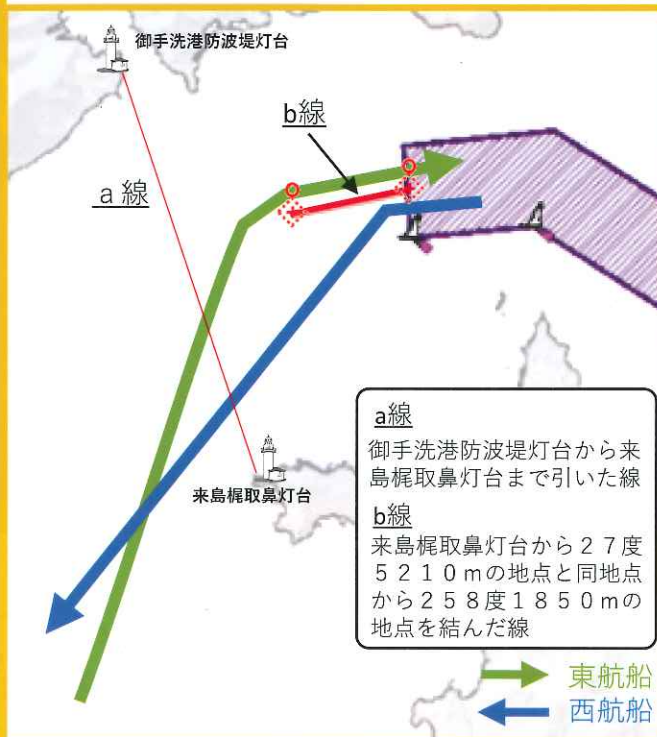 御手洗港防波堤灯台
b線
a線
来島梶取鼻灯台
a線
御手洗港防波堤灯台から来
島梶取鼻灯台まで引いた線
b線
来島梶取鼻灯台から27度
5210mの地点と同地点
から258度1850mの
地点を結んだ線
東航船
西航船